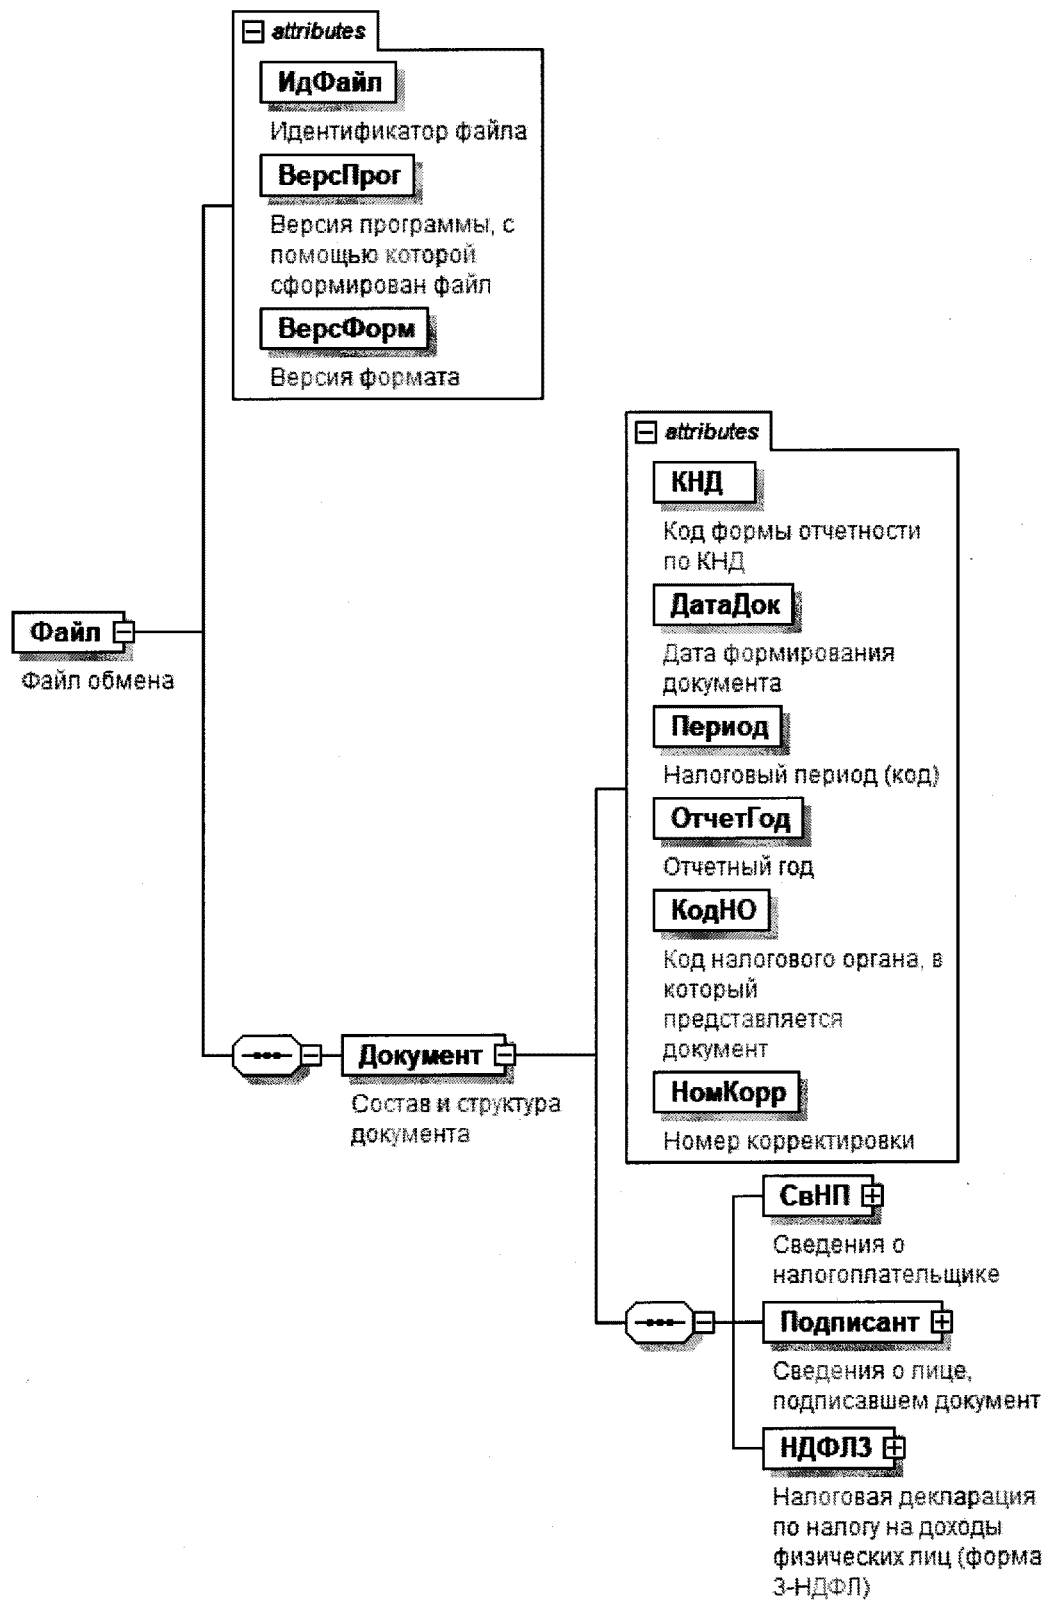 attributes
ИдФайл
Идентификатор файла
ВерсПрог
Версия программы, с
помощью которой
сформирован файл
ВерсФорм
Версия формата
Файл
Файл обмена
attributes
КНД
Код формы отчетности
по КНД
ДатаДок
Дата формирования
документа
Период
Налоговый период (код)
ОтчетГод
Отчетный год
КодНО
Код налогового органа, в
который
представляется
документ
НомКорр
Номер корректировки
Документ
Состав и структура
документа
СвНП
Сведения о
налогоплательщике
Подписант
Сведения о лице,
подписавшем документ
НДФЛ3
Налоговая декларация
по налогу на доходы
физических лиц (форма
3-НДФЛ)